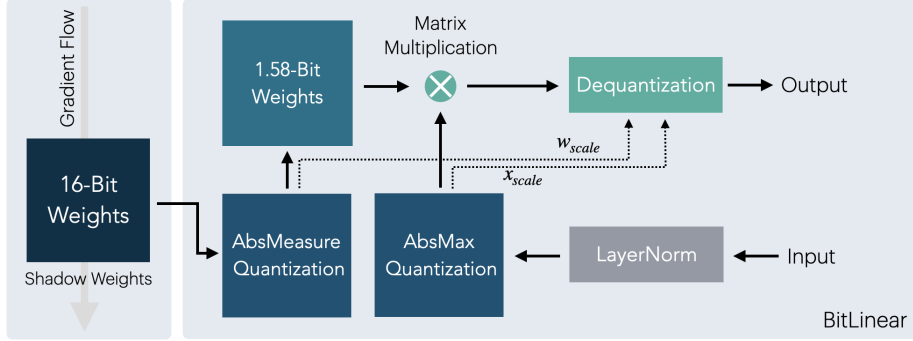 Gradient Flow
16-Bit
Weights
Shadow Weights
1.58-Bit
Weights
Matrix
Multiplication
Dequantization
Output
w_scale
x_scale
AbsMeasure
Quantization
AbsMax
Quantization
LayerNorm
Input
BitLinear